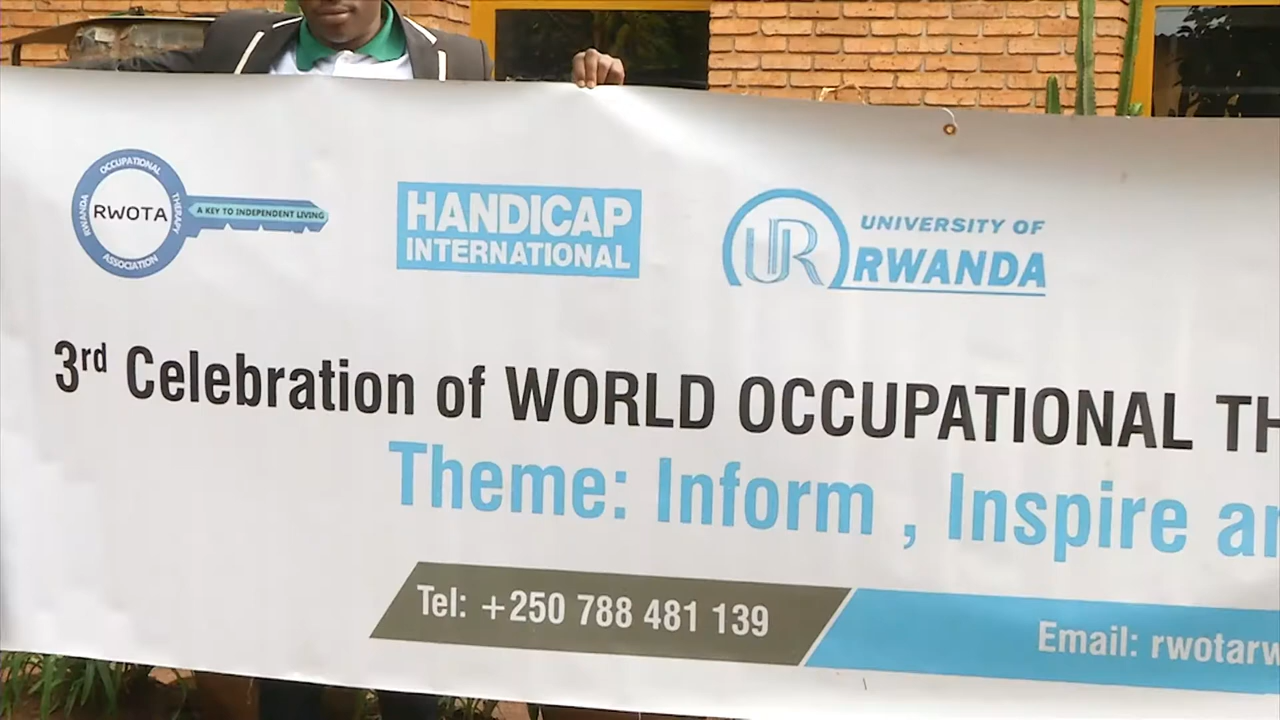 RWANDA OCCUPATIONAL THERAPY ASSOCIATION
RWOTA
A KEY TO INDEPENDENT LIVING
HANDICAP
INTERNATIONAL
UR
UNIVERSITY OF
RWANDA
3rd Celebration of WORLD OCCUPATIONAL TH
Theme: Inform , Inspire an
Tel: +250 788 481 139
Email: rwotarw